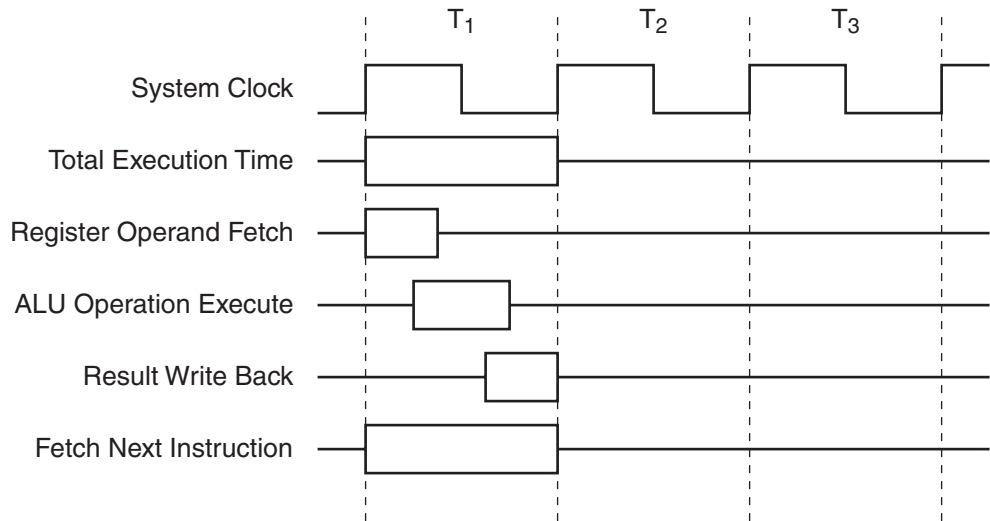 T1 T2 T3
System Clock
Total Execution Time
Register Operand Fetch
ALU Operation Execute
Result Write Back
Fetch Next Instruction